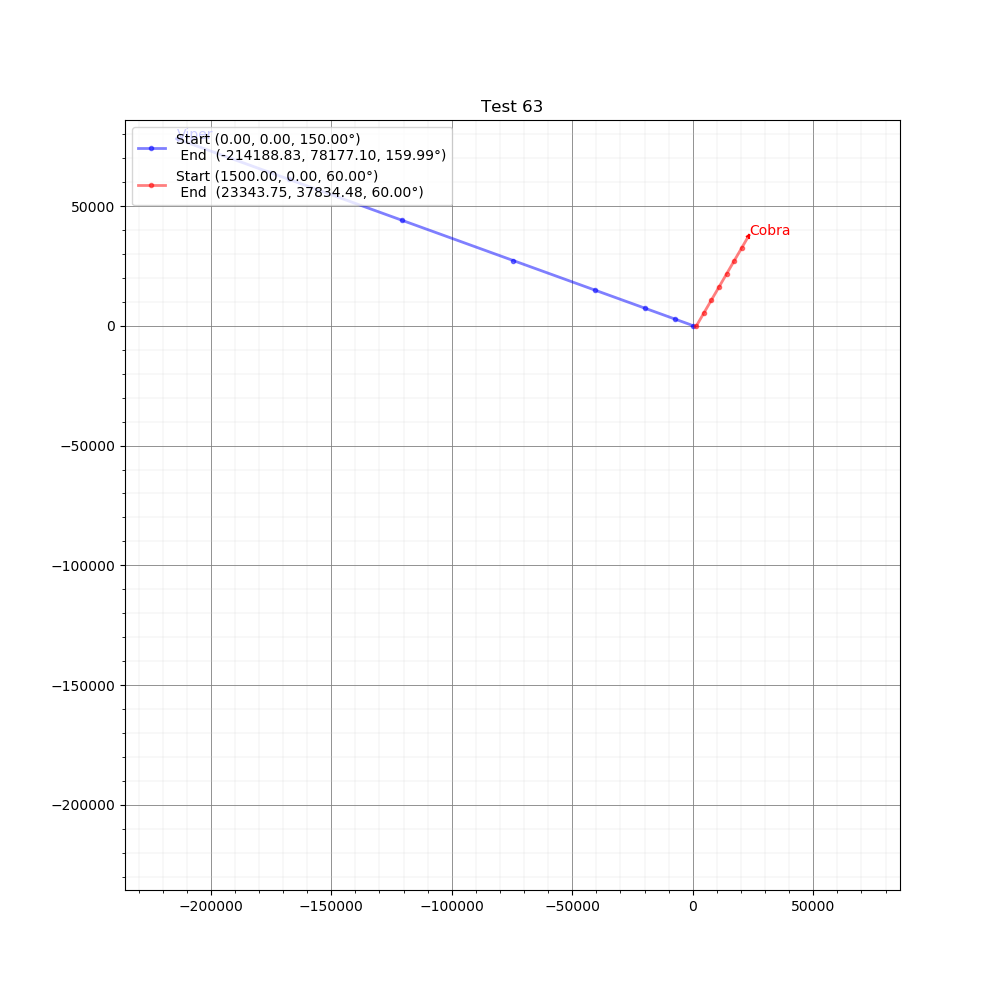 Test 63
Viper
Start (0.00, 0.00, 150.00°)
End (-214188.83, 78177.10, 159.99°)
Start (1500.00, 0.00, 60.00°)
End (23343.75, 37834.48, 60.00°)
Cobra
50000
0
−50000
−100000
−150000
−200000
−200000 −150000 −100000 −50000 0 50000